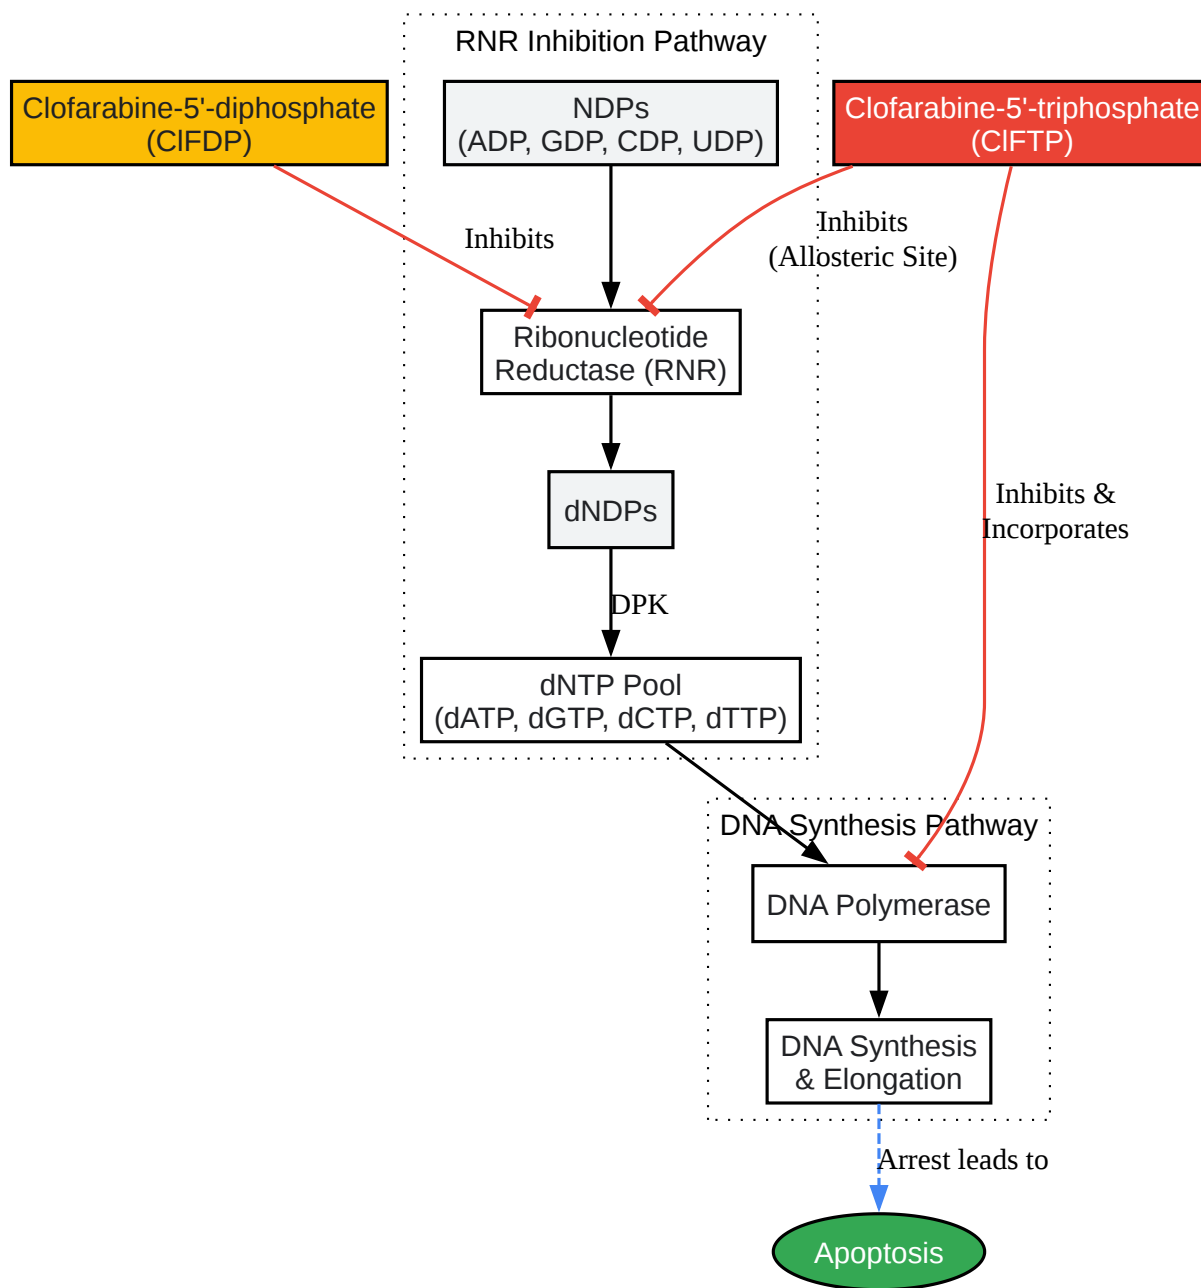 RNR Inhibition Pathway
Clofarabine-5'-diphosphate
(ClFDP)
NDPs
(ADP, GDP, CDP, UDP)
Clofarabine-5'-triphosphate
(ClFTP)
Inhibits
Inhibits
(Allosteric Site)
Ribonucleotide
Reductase (RNR)
dNDPs
Inhibits &
Incorporates
DPK
dNTP Pool
(dATP, dGTP, dCTP, dTTP)
DNA Synthesis Pathway
DNA Polymerase
DNA Synthesis
& Elongation
Arrest leads to
Apoptosis